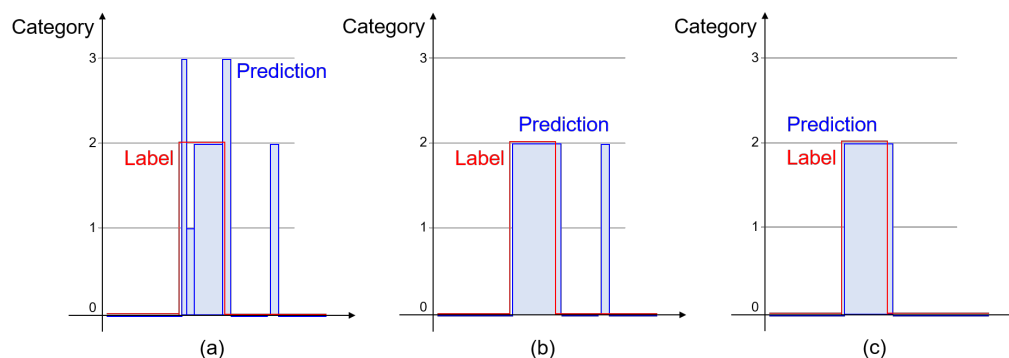 Category
3
Prediction
2
Label
1
0
(a)
Category
3
Prediction
2
Label
1
0
(b)
Category
3
Prediction
2
Label
1
0
(c)